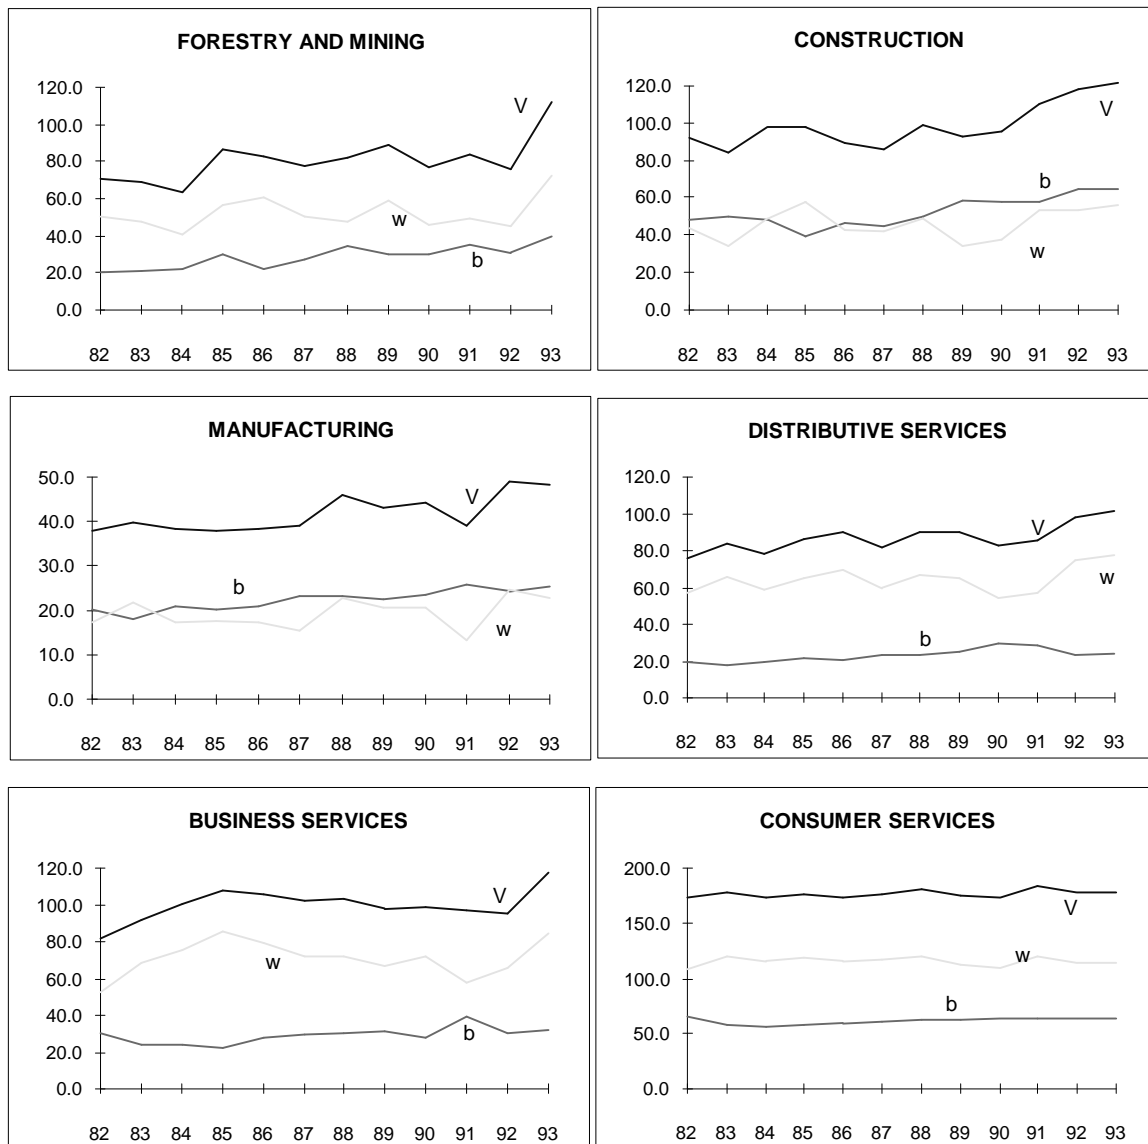 FORESTRY AND MINING
120.0
100.0
80.0
60.0
40.0
20.0
0.0
V
w
b
82 83 84 85 86 87 88 89 90 91 92 93
CONSTRUCTION
120.0
100.0
80.0
60.0
40.0
20.0
0.0
V
b
w
82 83 84 85 86 87 88 89 90 91 92 93
MANUFACTURING
50.0
40.0
30.0
20.0
10.0
0.0
V
b
w
82 83 84 85 86 87 88 89 90 91 92 93
DISTRIBUTIVE SERVICES
120.0
100.0
80.0
60.0
40.0
20.0
0.0
V
w
b
82 83 84 85 86 87 88 89 90 91 92 93
BUSINESS SERVICES
120.0
100.0
80.0
60.0
40.0
20.0
0.0
V
w
b
82 83 84 85 86 87 88 89 90 91 92 93
CONSUMER SERVICES
200.0
150.0
100.0
50.0
0.0
V
w
b
82 83 84 85 86 87 88 89 90 91 92 93